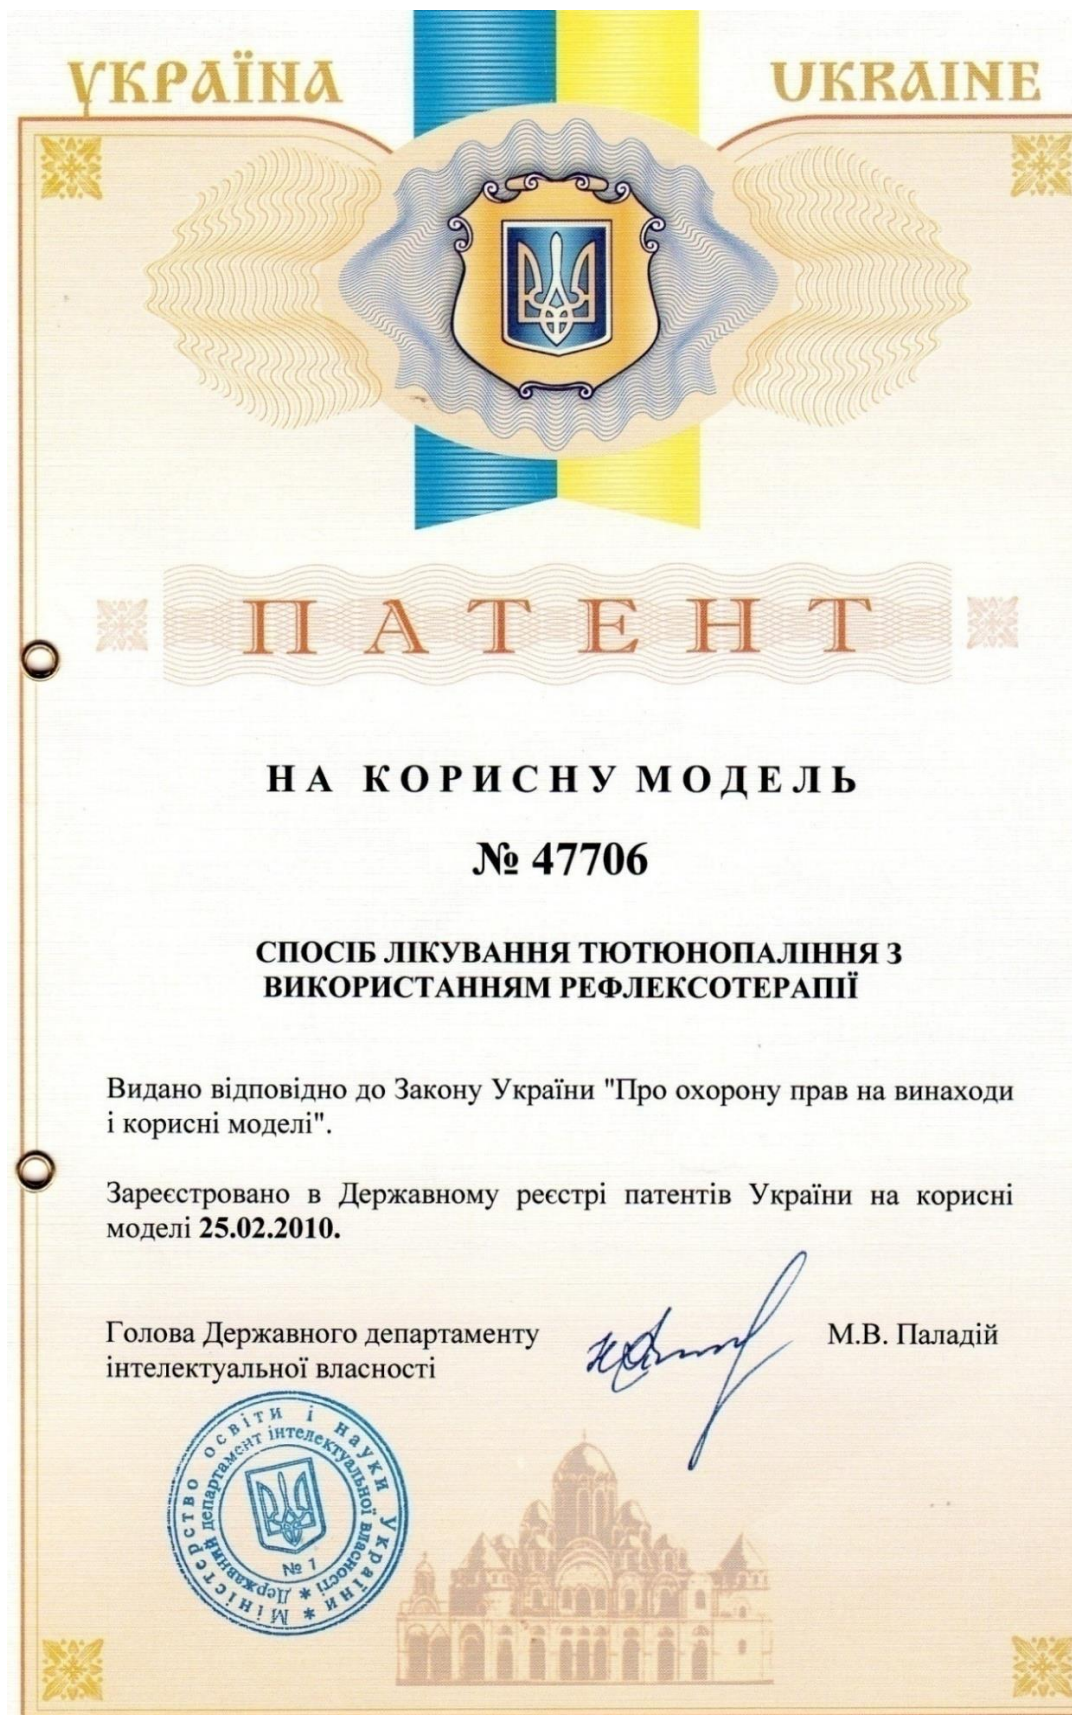 УКРАЇНА
UKRAINE
ПАТЕНТ
НА КОРИСНУ МОДЕЛЬ
№ 47706
СПОСІБ ЛІКУВАННЯ ТЮТЮНОПАЛІННЯ З
ВИКОРИСТАННЯМ РЕФЛЕКСОТЕРАПІЇ
Видано відповідно до Закону України "Про охорону прав на винаходи
і корисні моделі".
Зареєстровано в Державному реєстрі патентів України на корисні
моделі 25.02.2010.
Голова Державного департаменту
інтелектуальної власності
М.В. Паладій
Міністерство освіти і науки України *
Державний департамент інтелектуальної власності *
№ 1